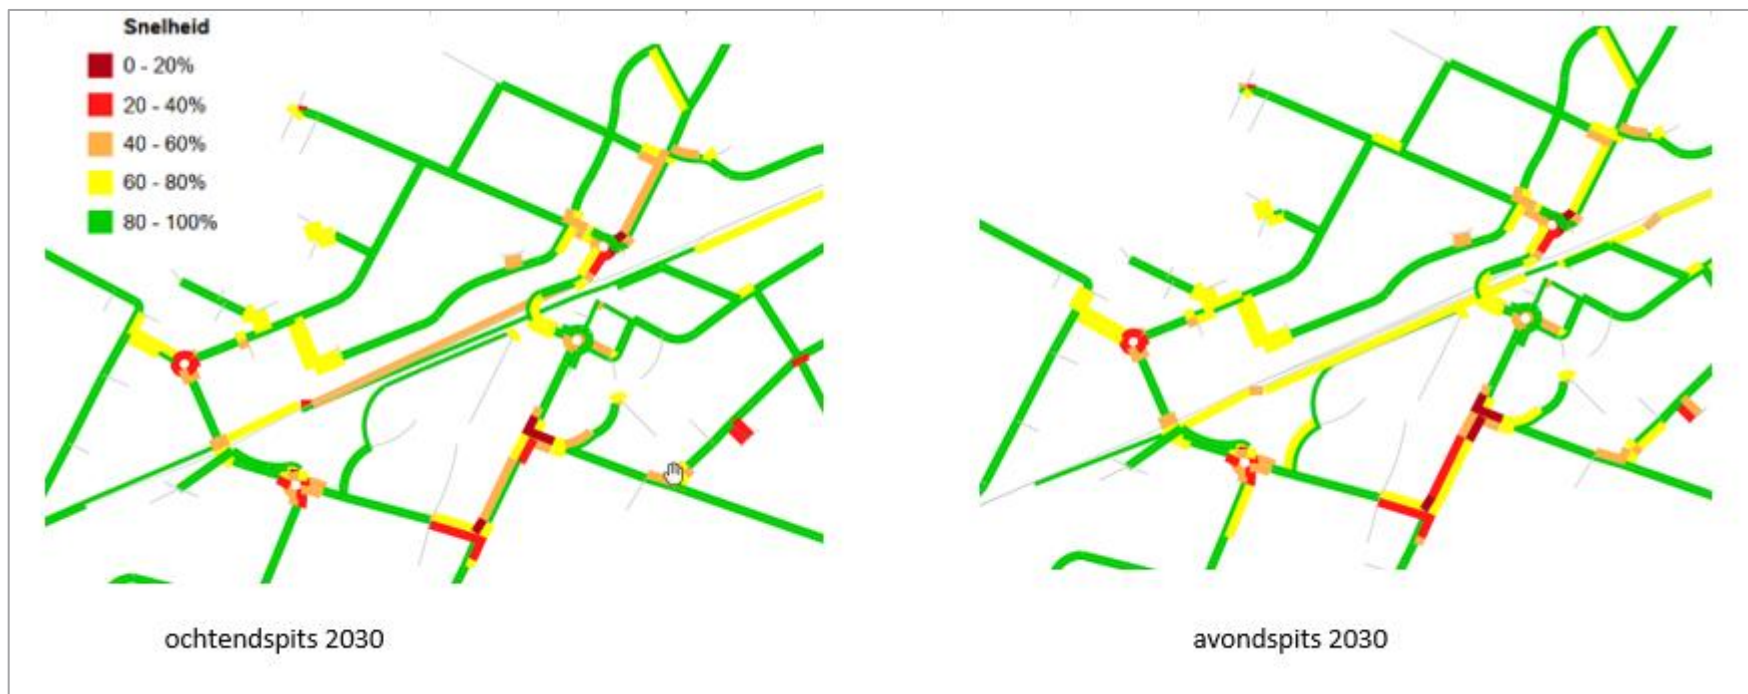 Snelheid
0 - 20%
20 - 40%
40 - 60%
60 - 80%
80 - 100%
ochtendspits 2030
avondspits 2030